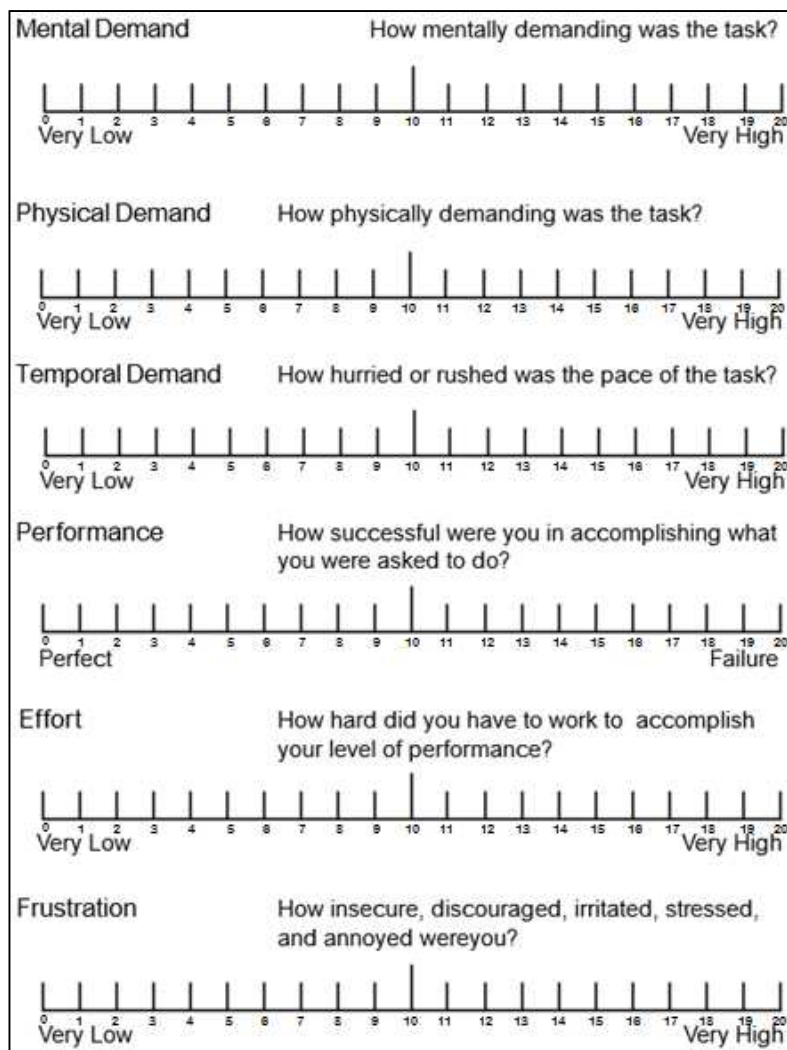 Mental Demand How mentally demanding was the task?
0 1 2 3 4 5 6 7 8 9 10 11 12 13 14 15 16 17 18 19 20
Very Low Very High
Physical Demand How physically demanding was the task?
0 1 2 3 4 5 6 7 8 9 10 11 12 13 14 15 16 17 18 19 20
Very Low Very High
Temporal Demand How hurried or rushed was the pace of the task?
0 1 2 3 4 5 6 7 8 9 10 11 12 13 14 15 16 17 18 19 20
Very Low Very High
Performance How successful were you in accomplishing what
you were asked to do?
0 1 2 3 4 5 6 7 8 9 10 11 12 13 14 15 16 17 18 19 20
Perfect Failure
Effort How hard did you have to work to accomplish
your level of performance?
0 1 2 3 4 5 6 7 8 9 10 11 12 13 14 15 16 17 18 19 20
Very Low Very High
Frustration How insecure, discouraged, irritated, stressed,
and annoyed wereyou?
0 1 2 3 4 5 6 7 8 9 10 11 12 13 14 15 16 17 18 19 20
Very Low Very High